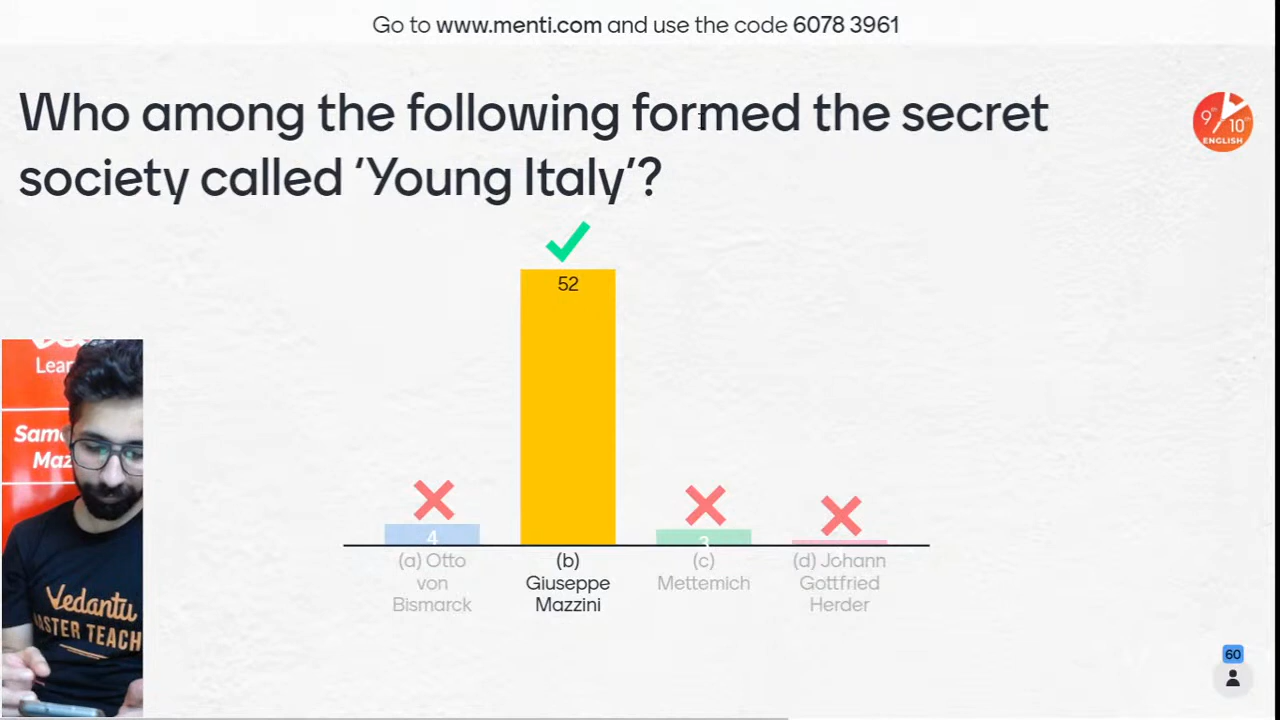 Go to www.menti.com and use the code 6078 3961
Who among the following formed the secret
society called ‘Young Italy’?
9th
10th
ENGLISH
52
4
3
(a) Otto
von
Bismarck
(b)
Giuseppe
Mazzini
(c)
Mettemich
(d) Johann
Gottfried
Herder
Lear
Sam
Maz
Vedantu
ASTER TEACH
60